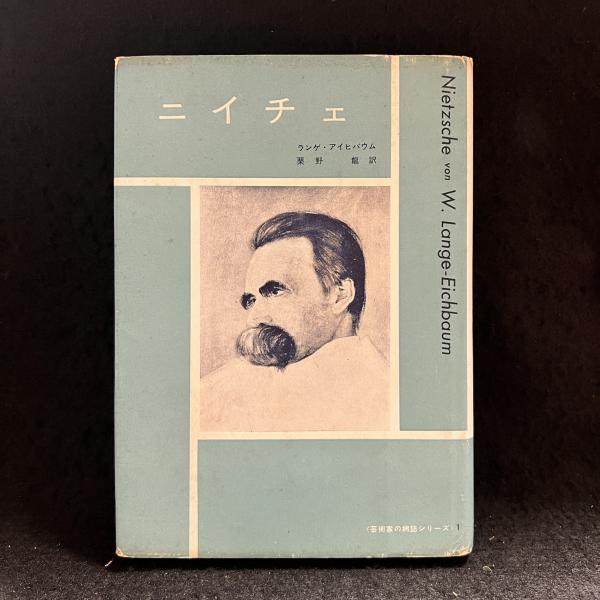 ニイチェ
ランゲ・アイヒバウム
栗野 龍訳
Nietzsche von W. Lange-Eichbaum
〈芸術家の病誌シリーズ〉1